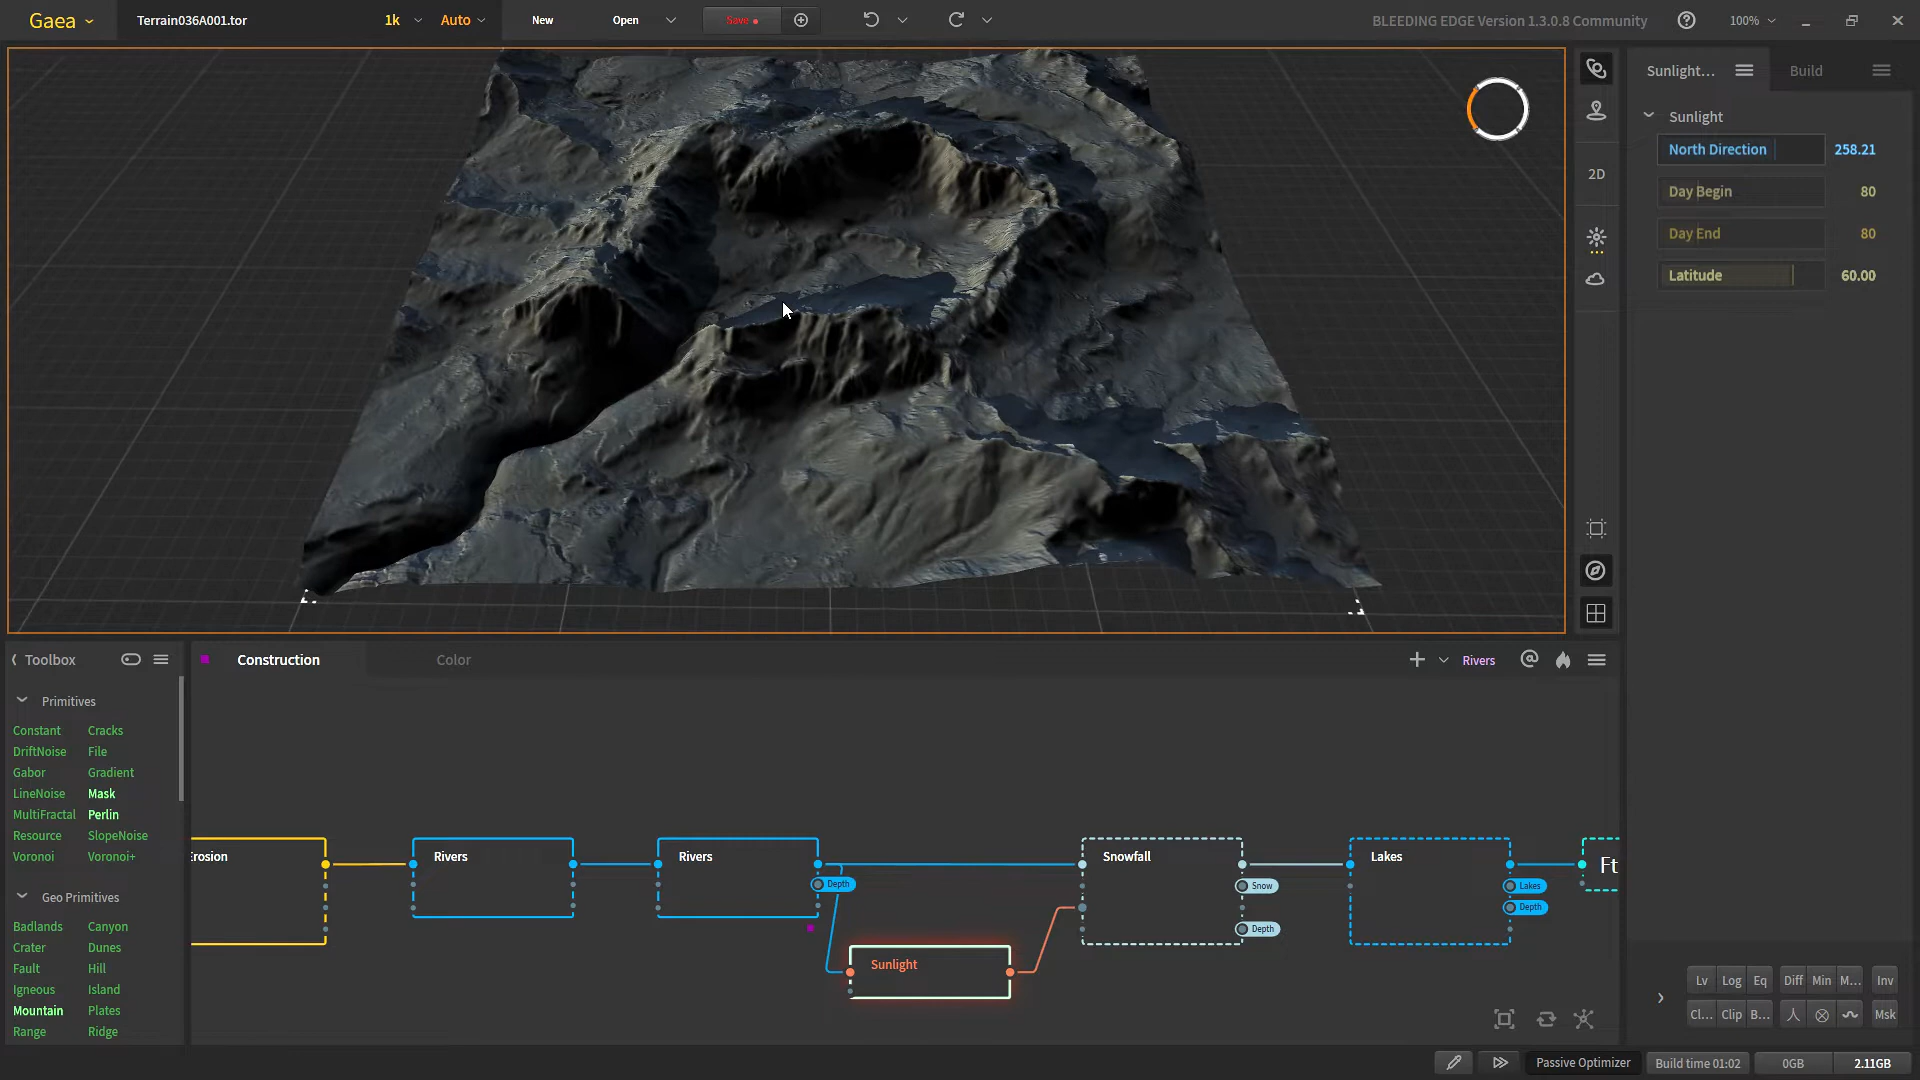 Gaea
Terrain036A001.tor
1k
Auto
New
Open
Save
BLEEDING EDGE Version 1.3.0.8 Community
100%
Sunlight...
Build
Sunlight
North Direction 258.21
Day Begin 80
2D
Day End 80
Latitude 60.00
Toolbox
Construction
Color
Rivers
Primitives
Constant Cracks
DriftNoise File
Gabor Gradient
LineNoise Mask
MultiFractal Perlin
Resource SlopeNoise
Voronoi Voronoi+
Geo Primitives
Badlands Canyon
Crater Dunes
Fault Hill
Igneous Island
Mountain Plates
Range Ridge
Erosion
Rivers
Rivers
Depth
Sunlight
Snowfall
Snow
Depth
Lakes
Lakes
Depth
Lv Log Eq Diff Min M... Inv
Cl... Clip B... Msk
Passive Optimizer
Build time 01:02
0GB
2.11GB